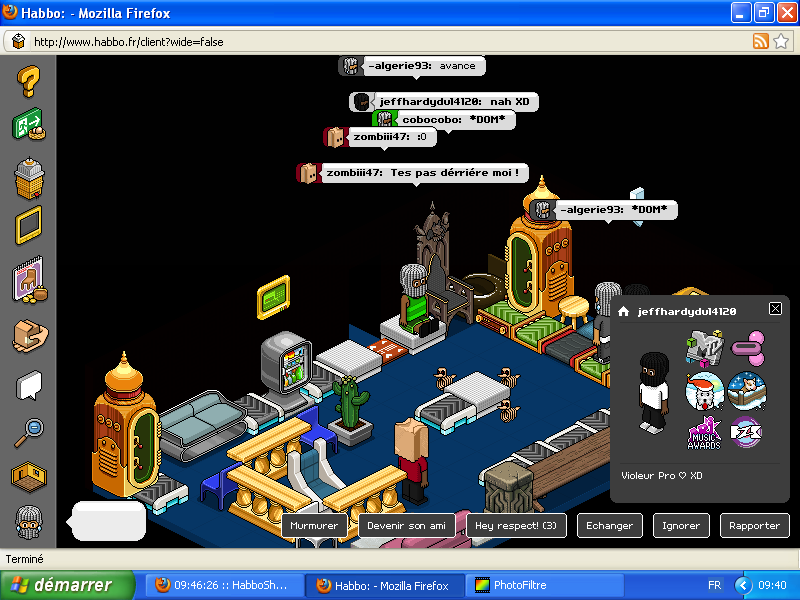 Habbo: - Mozilla Firefox
http://www.habbo.fr/client?wide=false
-algerie93: avance
jeffhardydu14120: nah XD
cobocobo: *DOM*
zombiii47: :0
zombiii47: Tes pas dérriére moi !
-algerie93: *DOM*
jeffhardydu14120
MUSIC
AWARDS
Violeur Pro ♡ XD
Murmurer
Devenir son ami
Hey respect! (3)
Echanger
Ignorer
Rapporter
Terminé
démarrer
09:46:26 :: HabboSh...
Habbo: - Mozilla Firefox
PhotoFiltre
FR
09:40